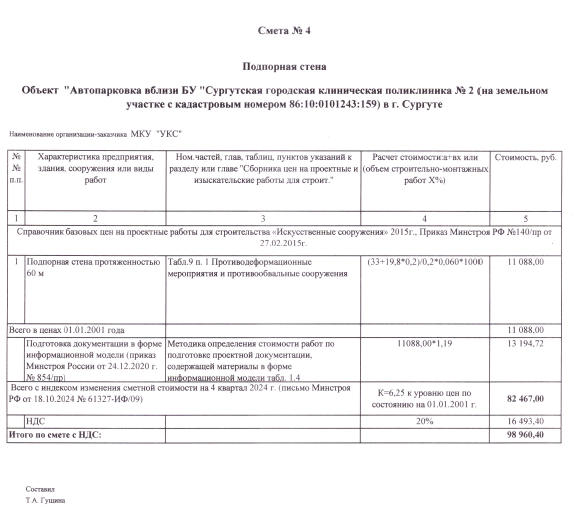 Смета № 4
Подпорная стена
Объект "Автопарковка вблизи БУ "Сургутская городская клиническая поликлиника № 2 (на земельном
участке с кадастровым номером 86:10:0101243:159) в г. Сургуте
Наименование организации-заказчика МКУ "УКС"
№ № п.п.
Характеристика предприятия, здания, сооружения или виды работ
Ном.частей, глав, таблиц, пунктов указаний к разделу или главе "Сборника цен на проектные и изыскательские работы для строит."
Расчет стоимости:а+вх или (объем строительно-монтажных работ Х%)
Стоимость, руб.
1 2 3 4 5
Справочник базовых цен на проектные работы для строительства «Искусственные сооружения» 2015г., Приказ Минстроя РФ №140/пр от
27.02.2015г.
1 Подпорная стена протяженностью Табл.9 п. 1 Противодеформационные (33+19,8*0,2)/0,2*0,060*1000 11 088,00
60 м мероприятия и противообвальные сооружения
Всего в ценах 01.01.2001 года 11 088,00
Подготовка документации в форме Методика определения стоимости работ по 11088,00*1,19 13 194,72
информационной модели (приказ подготовке проектной документации,
Минстроя России от 24.12.2020 г. содержащей материалы в форме
№ 854/пр) информационной модели табл. 1.4
Всего с индексом изменения сметной стоимости на 4 квартал 2024 г. (письмо Минстроя
РФ от 18.10.2024 № 61327-ИФ/09)
К=6,25 к уровню цен по
состоянию на 01.01.2001 г.
82 467,00
НДС 20% 16 493,40
Итого по смете с НДС: 98 960,40
Составил
Т.А. Гущина